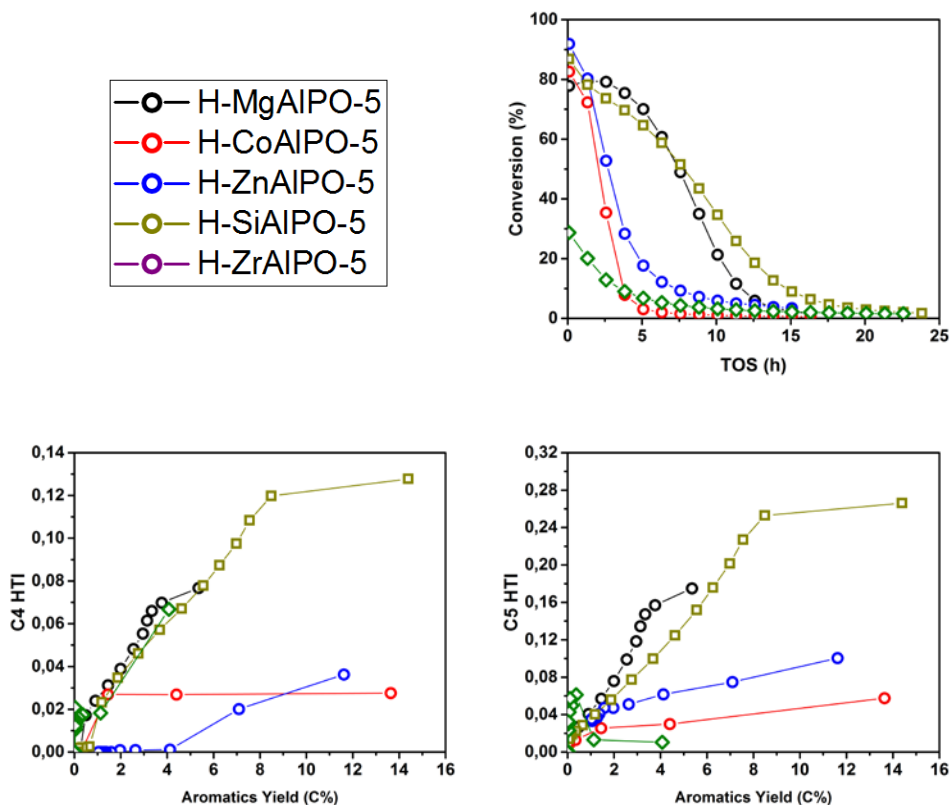 H-MgAlPO-5
H-CoAlPO-5
H-ZnAlPO-5
H-SiAlPO-5
H-ZrAlPO-5
Conversion (%)
100
80
60
40
20
0
0 5 10 15 20 25
TOS (h)
C4 HTI
0,14
0,12
0,10
0,08
0,06
0,04
0,02
0,00
0 2 4 6 8 10 12 14 16
Aromatics Yield (C%)
C5 HTI
0,32
0,28
0,24
0,20
0,16
0,12
0,08
0,04
0,00
0 2 4 6 8 10 12 14 16
Aromatics Yield (C%)